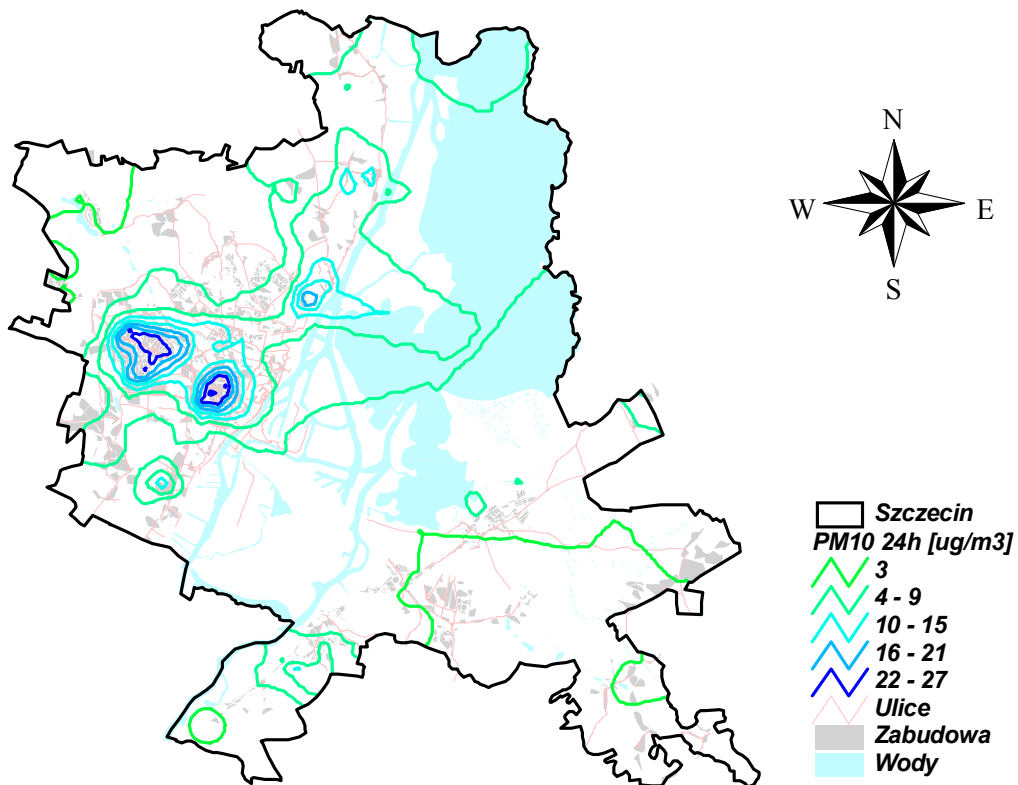 N
W E
S
Szczecin
PM10 24h [ug/m3]
3
4 - 9
10 - 15
16 - 21
22 - 27
Ulice
Zabudowa
Wody